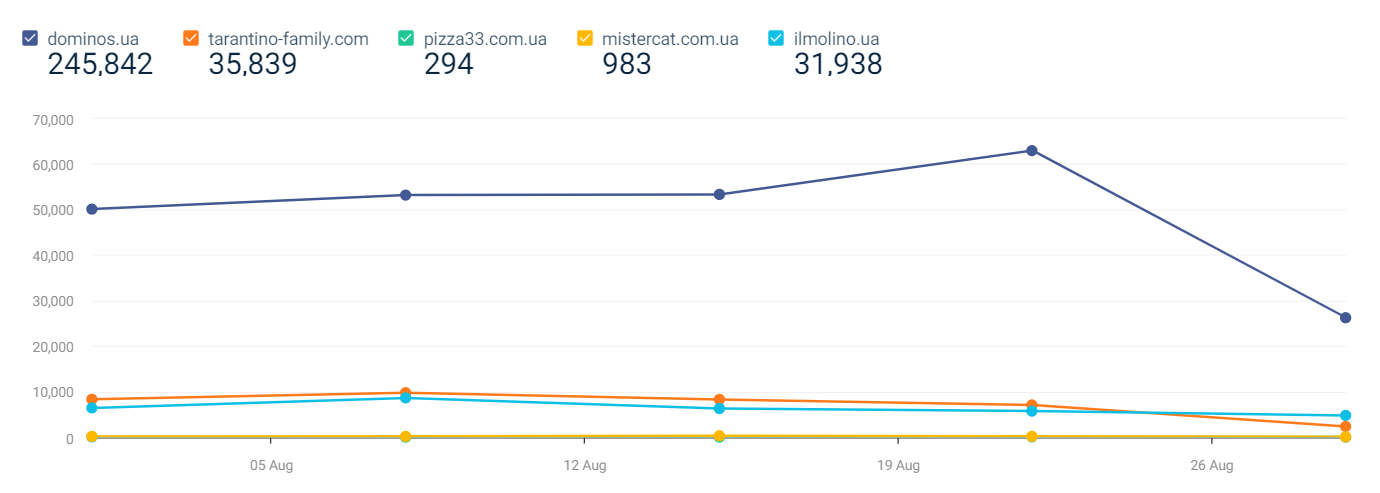 dominos.ua tarantino-family.com pizza33.com.ua mistercat.com.ua ilmolino.ua
245,842 35,839 294 983 31,938
70,000
60,000
50,000
40,000
30,000
20,000
10,000
0
05 Aug 12 Aug 19 Aug 26 Aug